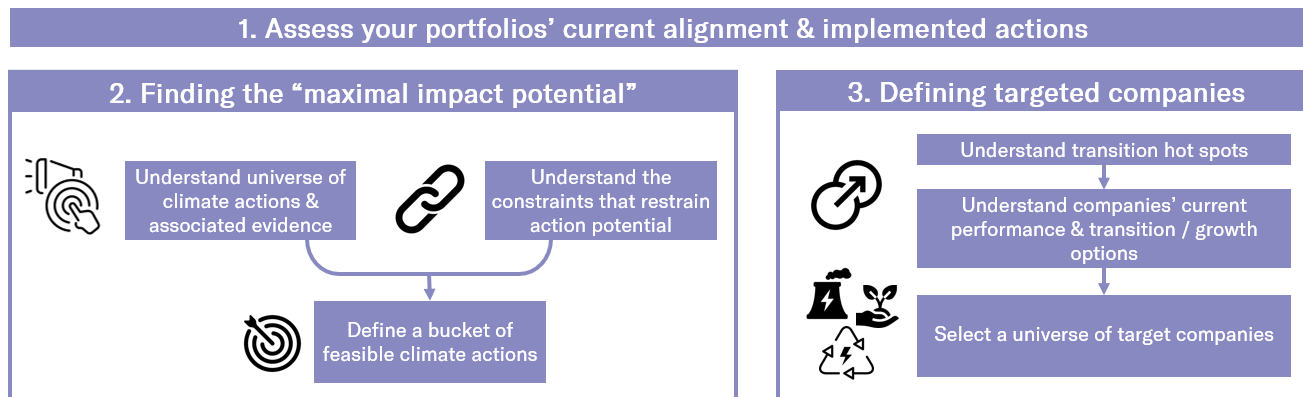 1. Assess your portfolios’ current alignment & implemented actions
2. Finding the “maximal impact potential”
Understand universe of
climate actions &
associated evidence
Understand the
constraints that restrain
action potential
Define a bucket of
feasible climate actions
3. Defining targeted companies
Understand transition hot spots
Understand companies’ current
performance & transition / growth
options
Select a universe of target companies